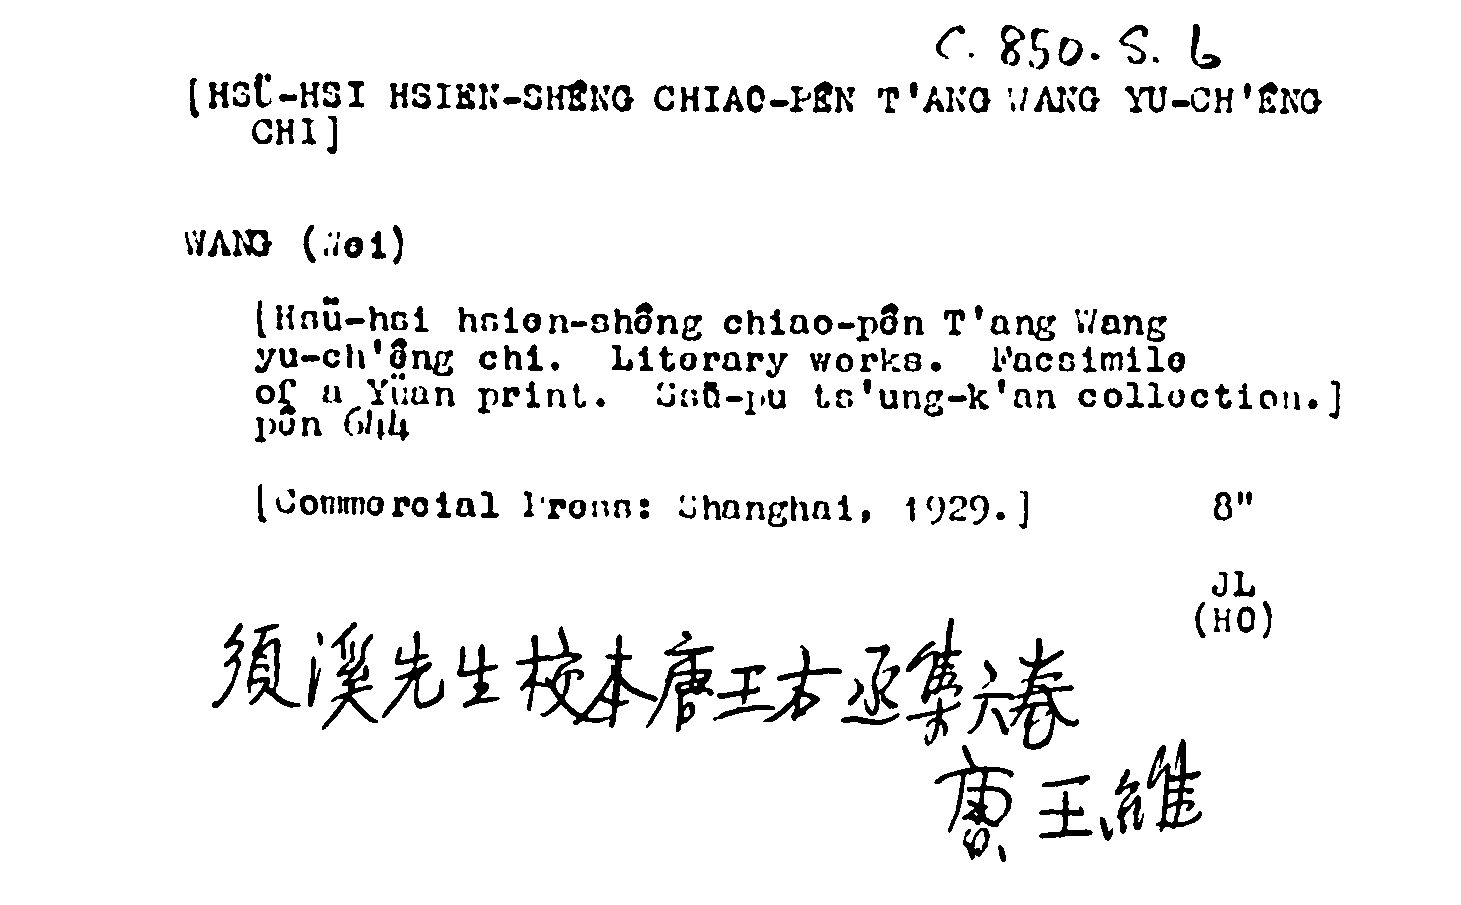 C. 850. S. 6
[HSÜ-HSI HSIEN-SHÊNG CHIAO-PÊN T'ANG WANG YU-CH'ÊNG
CHI]
WANG (Wei)
[Hsü-hsi hsien-shêng chiao-pên T'ang Wang
yu-ch'êng chi. Literary works. Facsimile
of a Yüan print. Ssŭ-pu ts'ung-k'an collection.]
pên 644
[Commercial Press: Shanghai, 1929.] 8"
JL
(HO)
須溪先生校本唐王右丞集六卷
唐王維